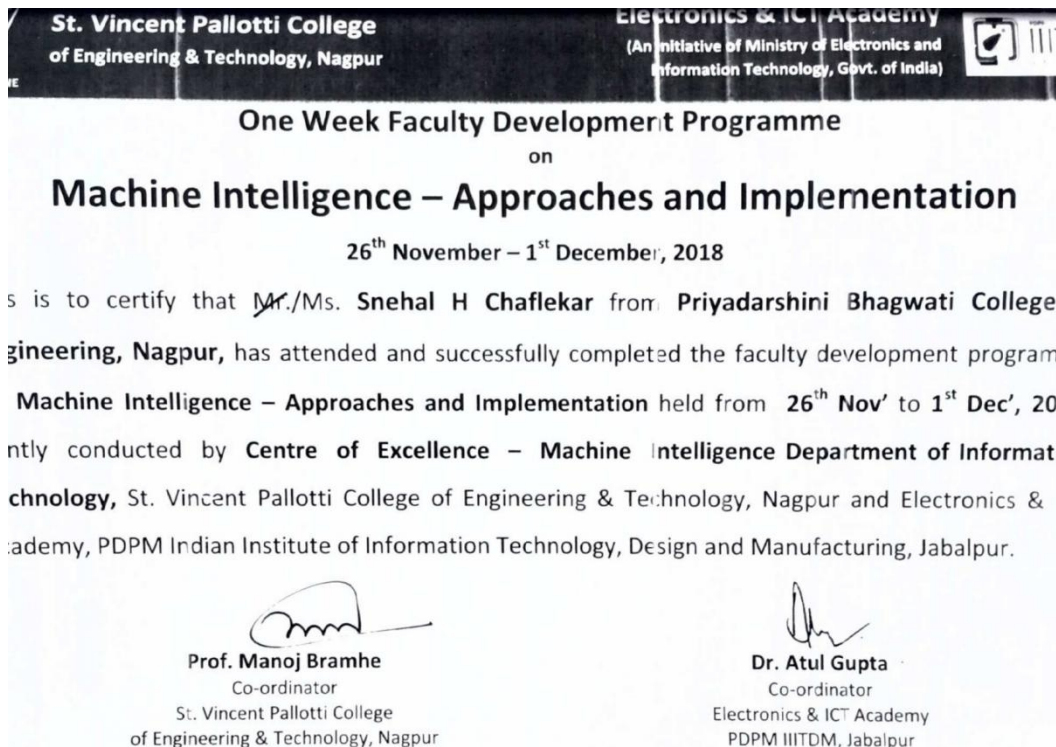 St. Vincent Pallotti College
of Engineering & Technology, Nagpur
Electronics & ICT Academy
(An Initiative of Ministry of Electronics and
Information Technology, Govt. of India)
One Week Faculty Development Programme
on
Machine Intelligence – Approaches and Implementation
26th November – 1st December, 2018
s is to certify that Mr./Ms. Snehal H Chaflekar from Priyadarshini Bhagwati College
gineering, Nagpur, has attended and successfully completed the faculty development program
Machine Intelligence – Approaches and Implementation held from 26th Nov' to 1st Dec', 20
ntly conducted by Centre of Excellence – Machine Intelligence Department of Informat
chnology, St. Vincent Pallotti College of Engineering & Technology, Nagpur and Electronics &
ademy, PDPM Indian Institute of Information Technology, Design and Manufacturing, Jabalpur.
Prof. Manoj Bramhe
Co-ordinator
St. Vincent Pallotti College
of Engineering & Technology, Nagpur
Dr. Atul Gupta
Co-ordinator
Electronics & ICT Academy
PDPM IIITDM, Jabalpur